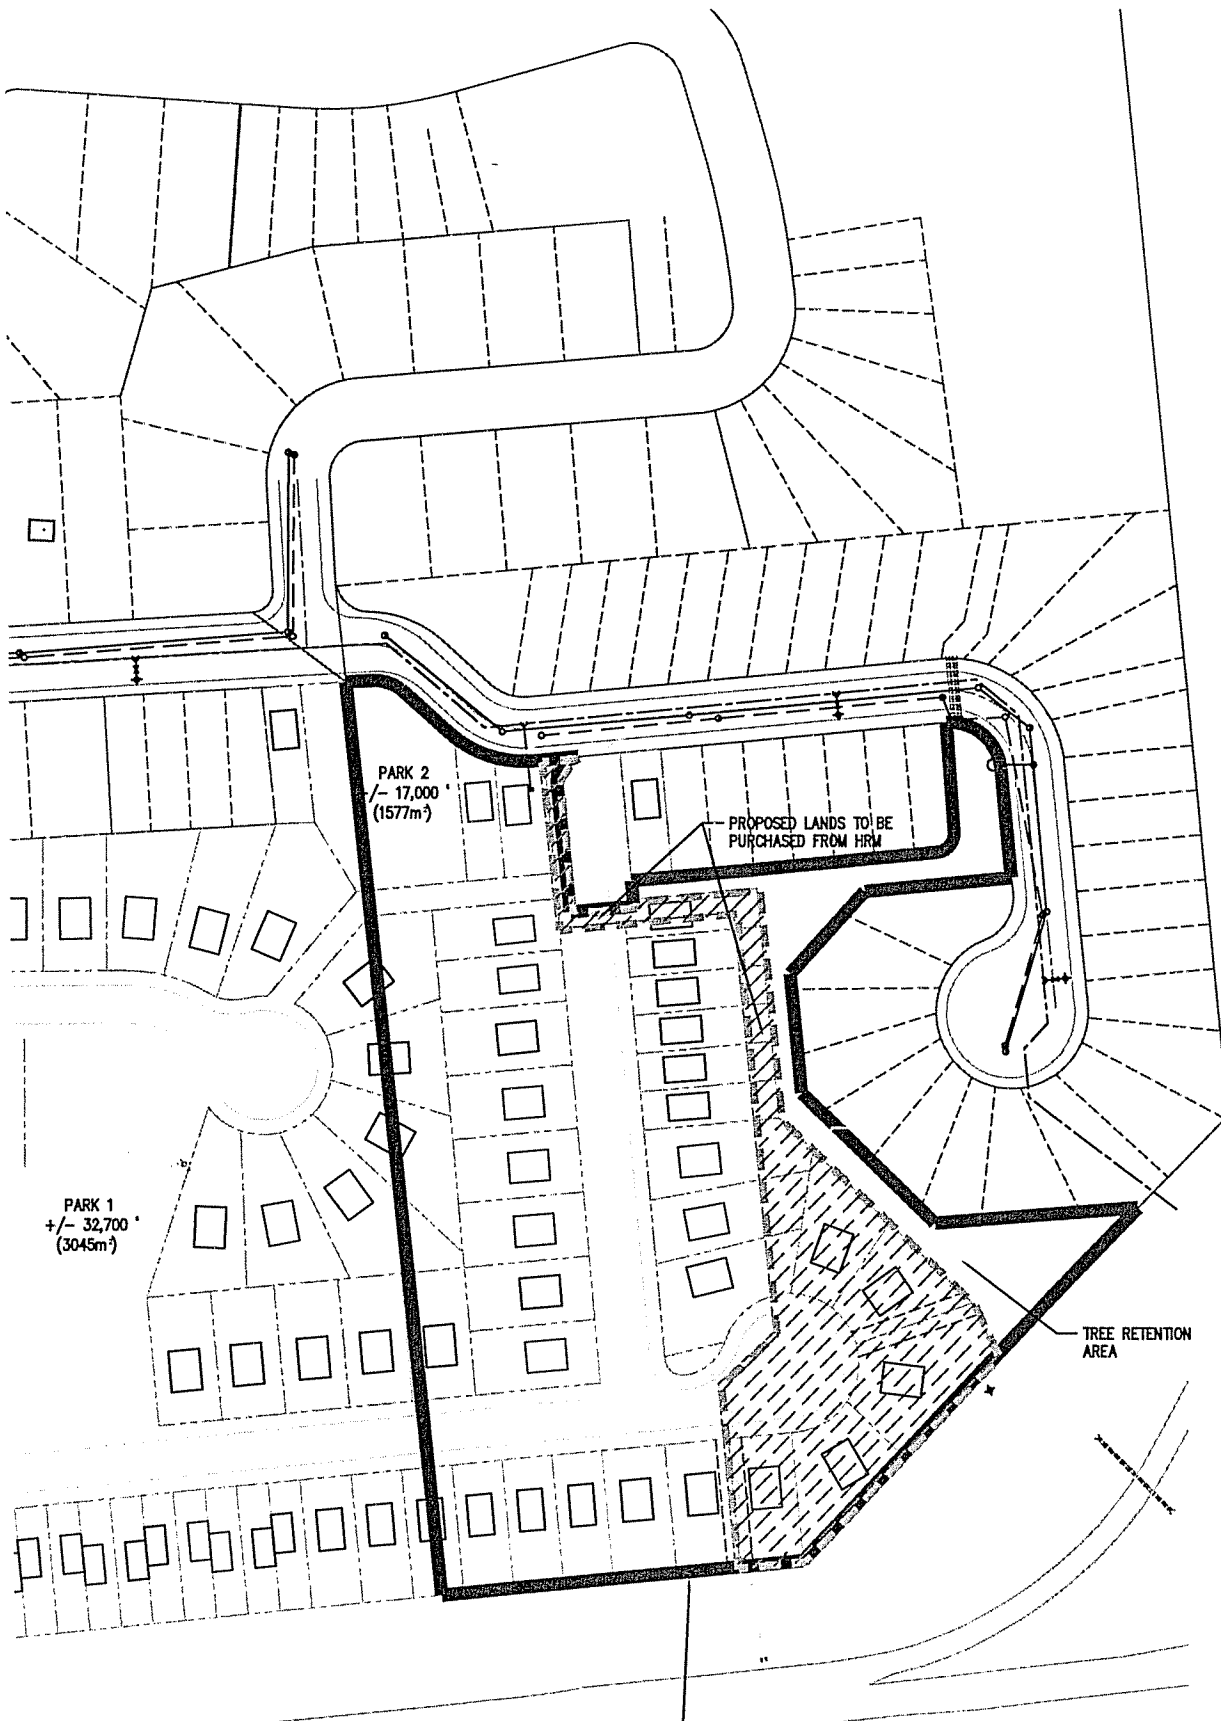 PARK 2
+/- 17,000 '
(1577m²)
PROPOSED LANDS TO BE
PURCHASED FROM HRM
PARK 1
+/- 32,700 '
(3045m²)
TREE RETENTION
AREA